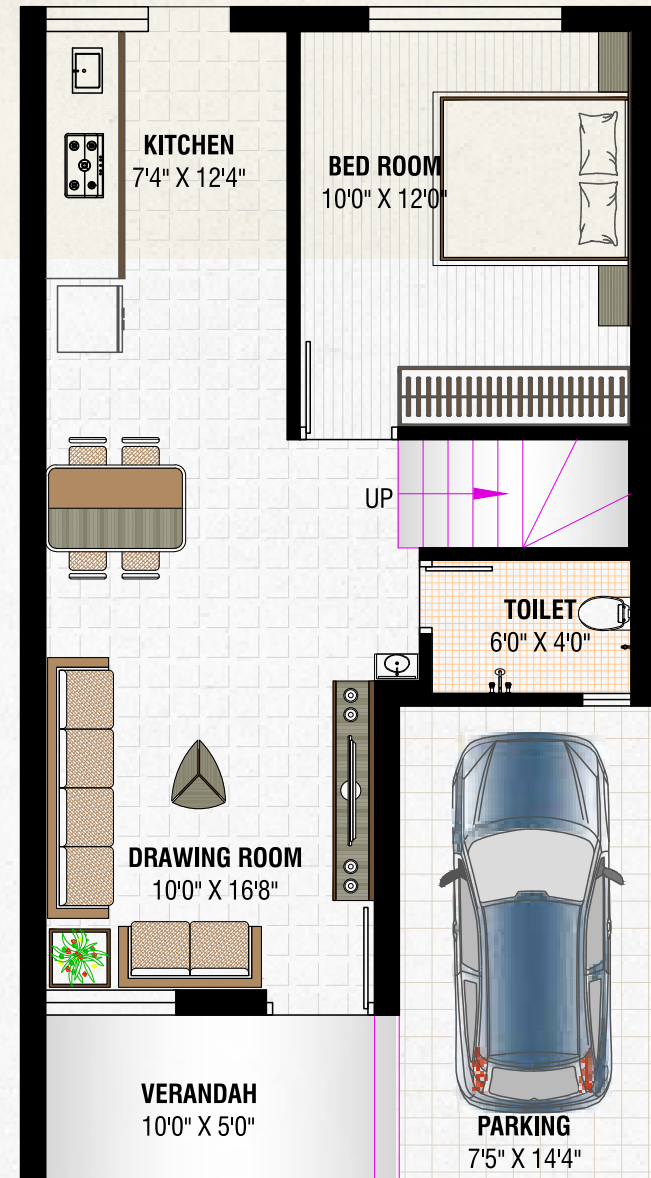 KITCHEN
7'4" X 12'4"
BED ROOM
10'0" X 12'0"
UP
TOILET
6'0" X 4'0"
DRAWING ROOM
10'0" X 16'8"
VERANDAH
10'0" X 5'0"
PARKING
7'5" X 14'4"